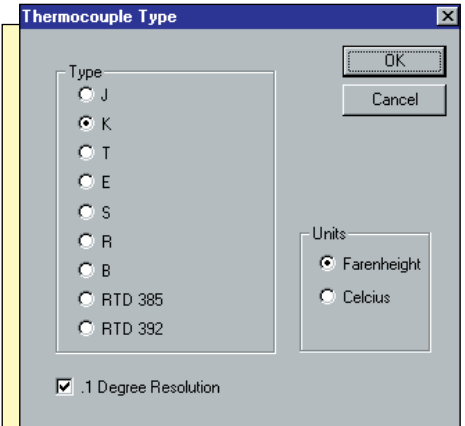 Thermocouple Type
Type
J
K
T
E
S
R
B
RTD 385
RTD 392
OK
Cancel
Units
Farenheight
Celcius
.1 Degree Resolution